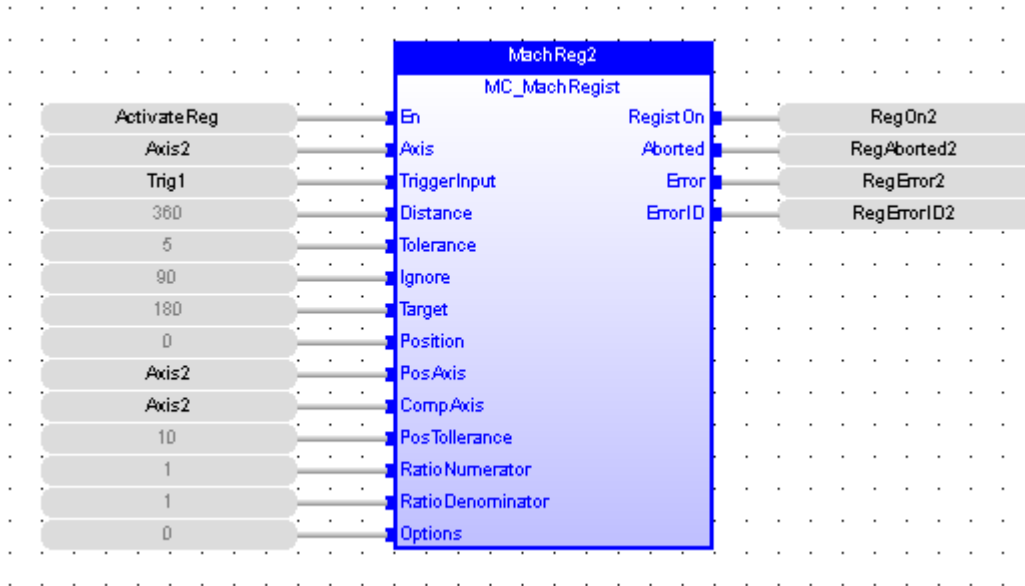 MachReg2
MC_MachRegist
ActivateReg En RegistOn RegOn2
Axis2 Axis Aborted RegAborted2
Trig1 TriggerInput Error RegError2
360 Distance ErrorID RegErrorID2
5 Tolerance
90 Ignore
180 Target
0 Position
Axis2 PosAxis
Axis2 CompAxis
10 PosTollerance
1 RatioNumerator
1 RatioDenominator
0 Options